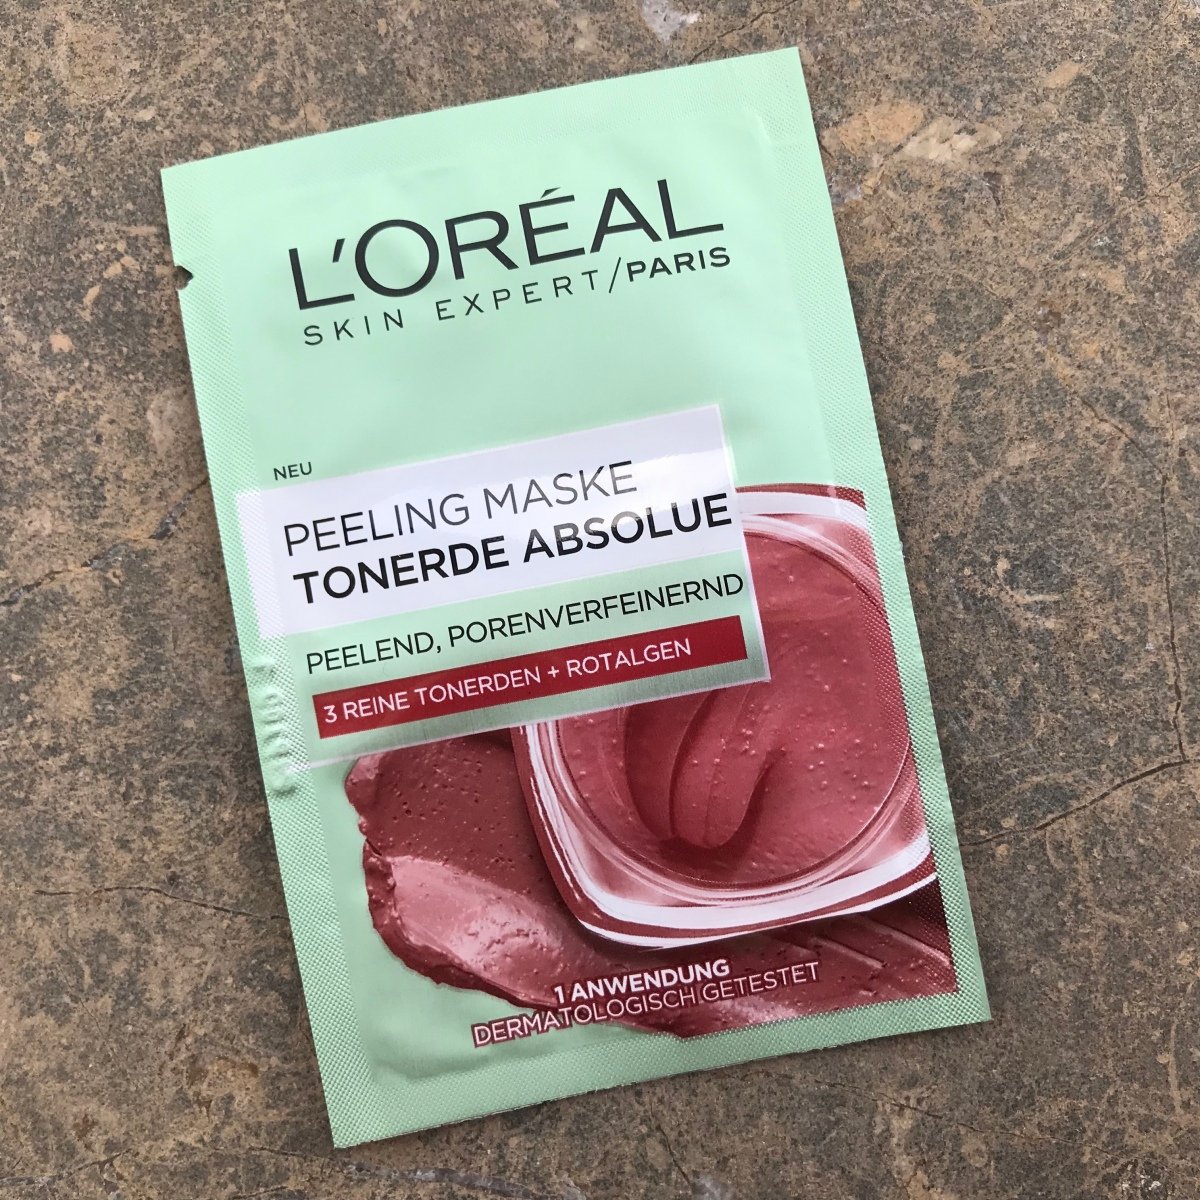 L'ORÉAL
SKIN EXPERT/PARIS
NEU
PEELING MASKE
TONERDE ABSOLUE
PEELEND, PORENVERFEINERND
3 REINE TONERDEN + ROTALGEN
1 ANWENDUNG
DERMATOLOGISCH GETESTET